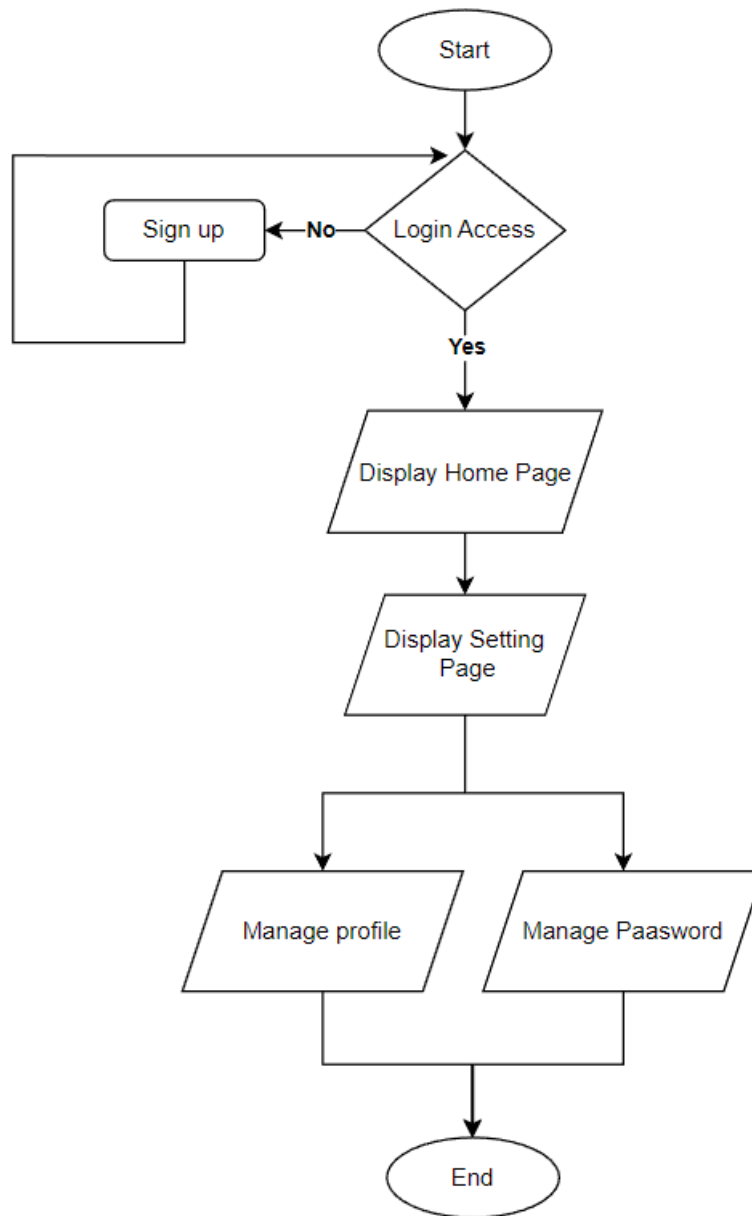 Start
Login Access
No
Sign up
Yes
Display Home Page
Display Setting
Page
Manage profile
Manage Paasword
End